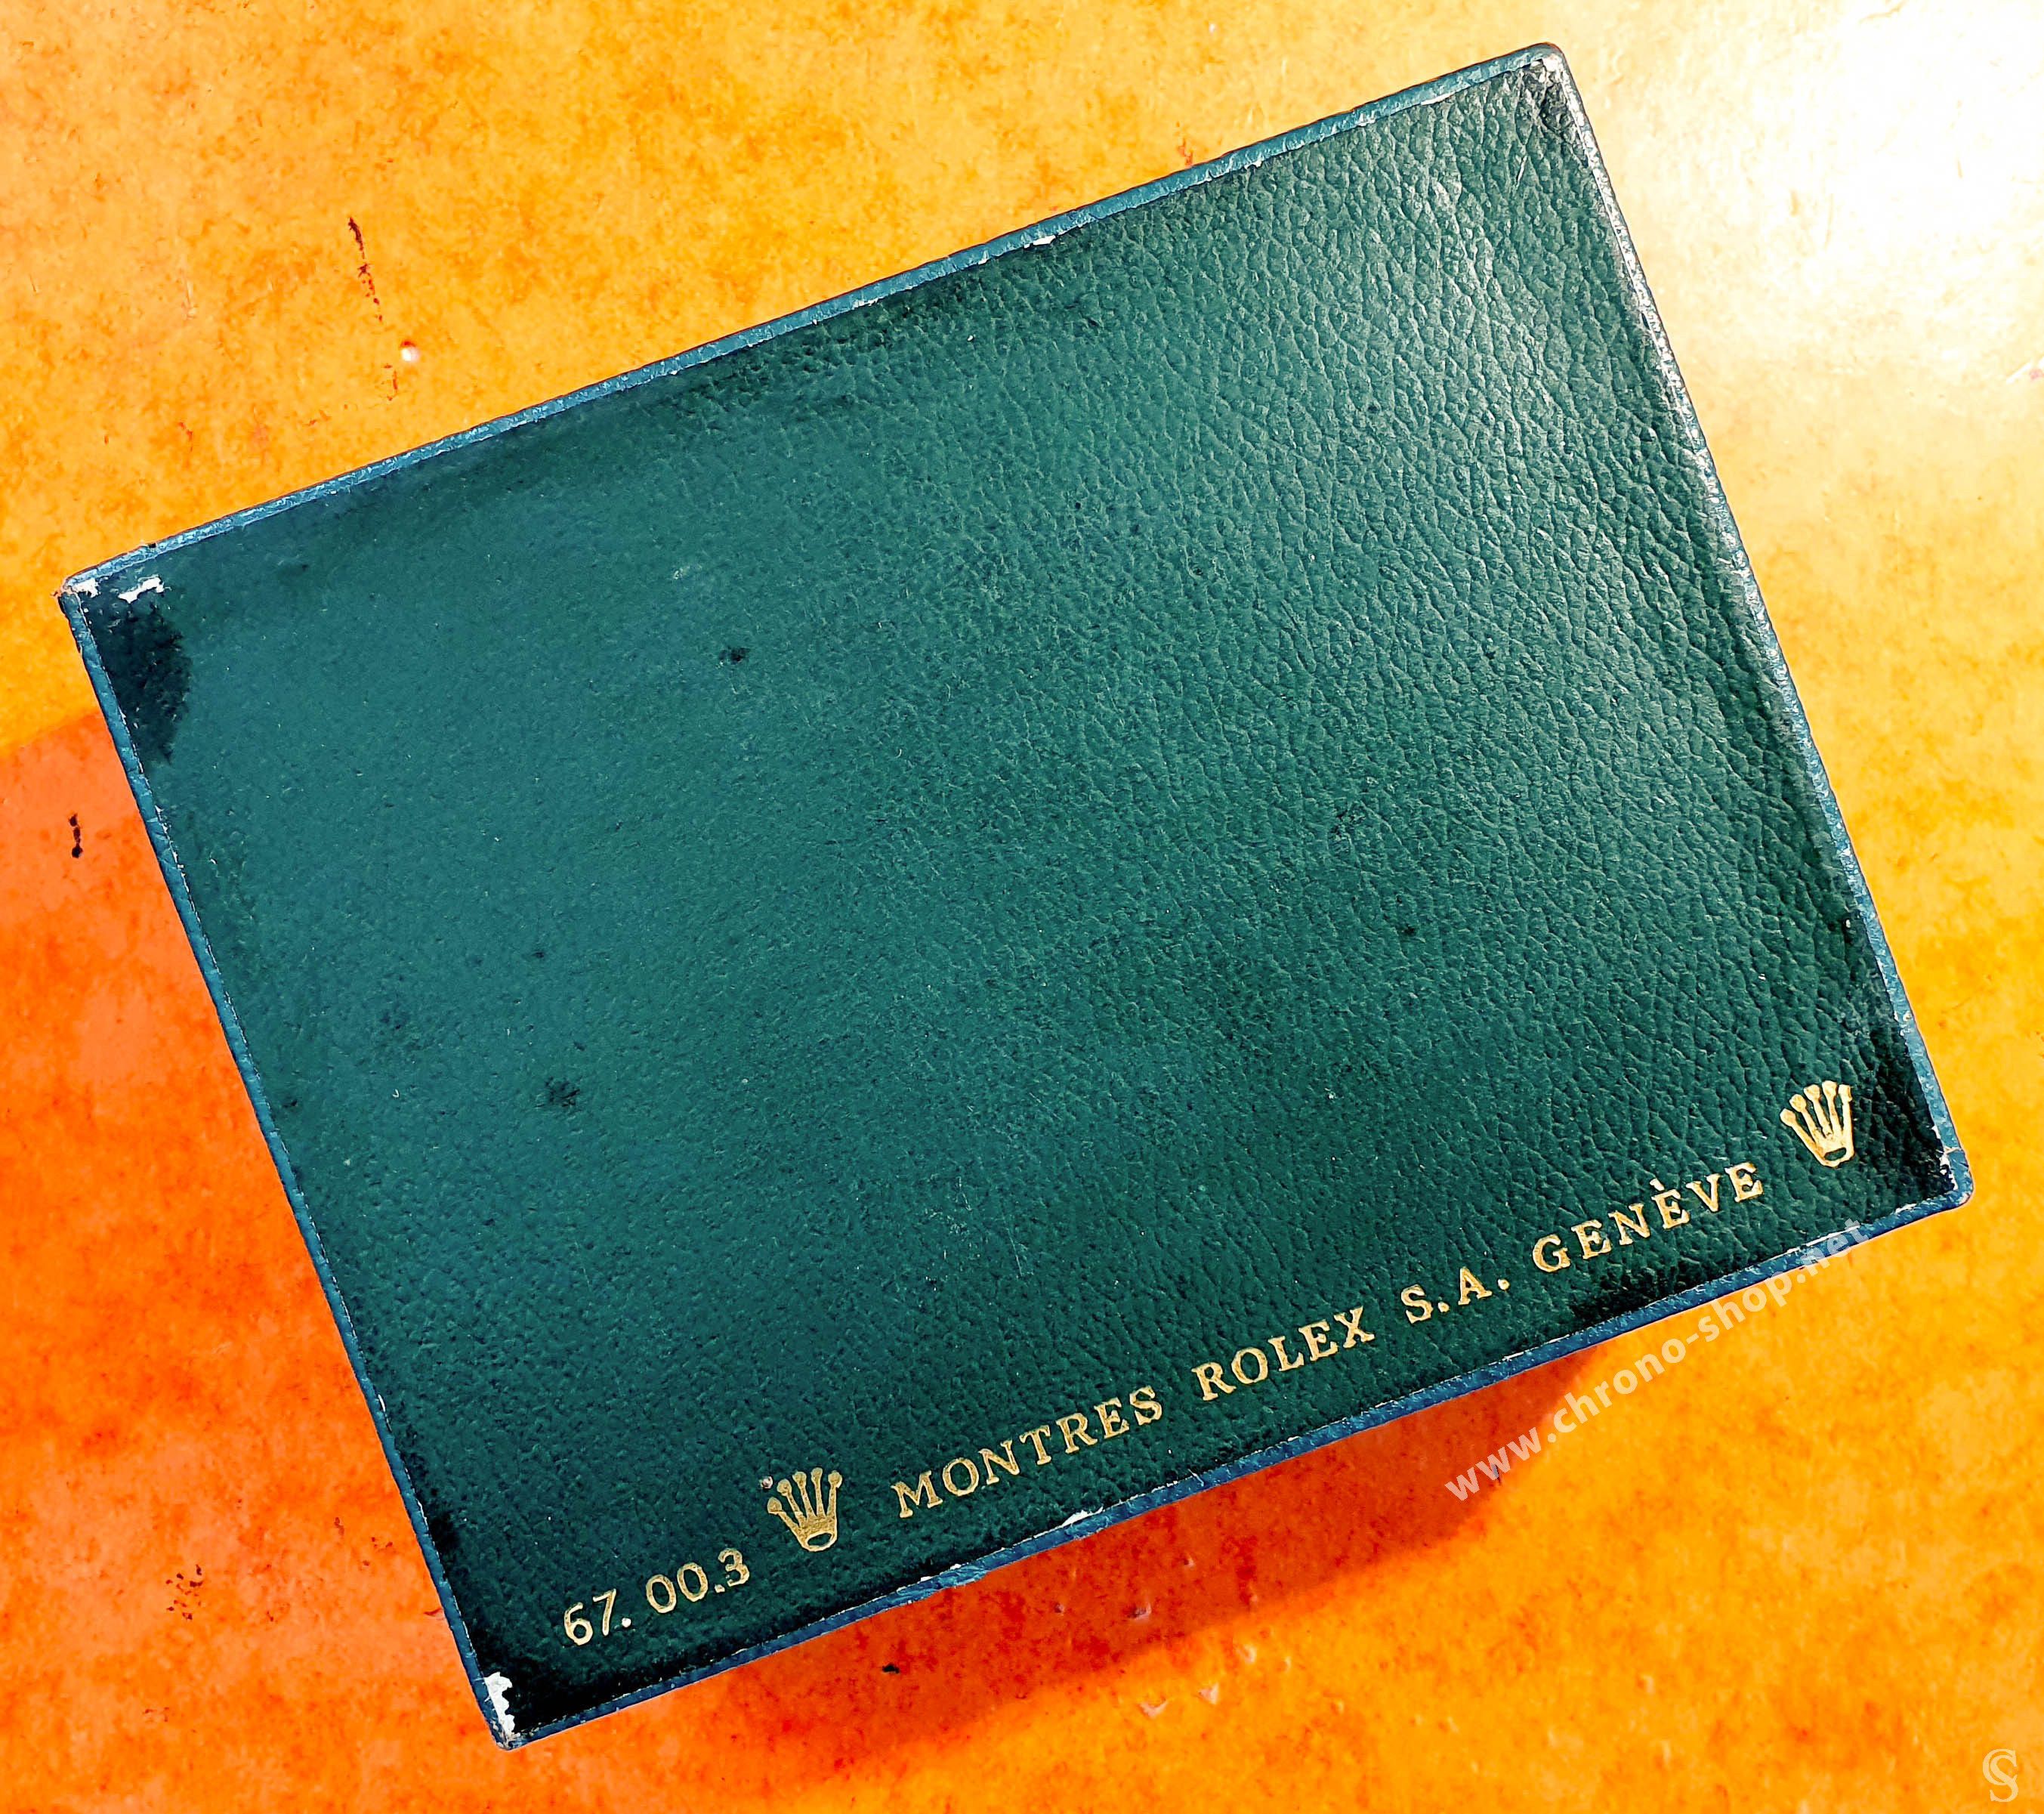 67. 00.3 MONTRES ROLEX S.A. GENÈVE
www.chrono-shop.net